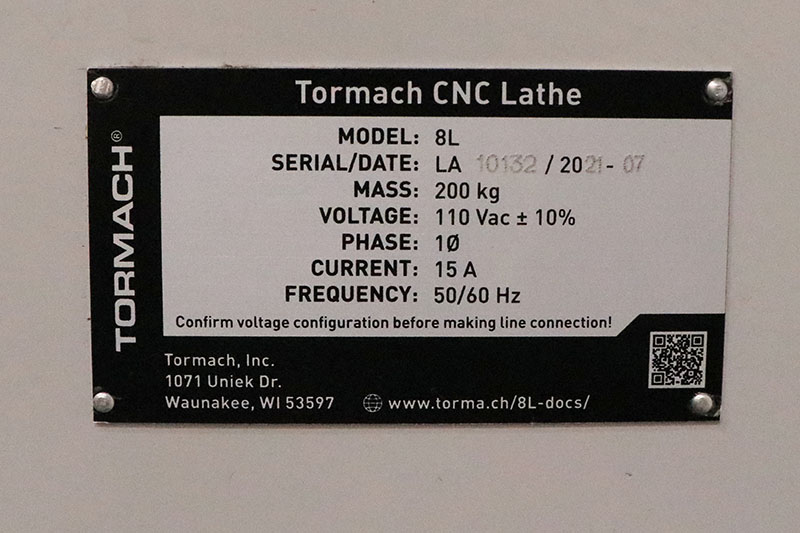 Tormach CNC Lathe
TORMACH®
MODEL: 8L
SERIAL/DATE: LA 10132 / 2021-07
MASS: 200 kg
VOLTAGE: 110 Vac ± 10%
PHASE: 1Ø
CURRENT: 15 A
FREQUENCY: 50/60 Hz
Confirm voltage configuration before making line connection!
Tormach, Inc.
1071 Uniek Dr.
Waunakee, WI 53597 www.torma.ch/8L-docs/